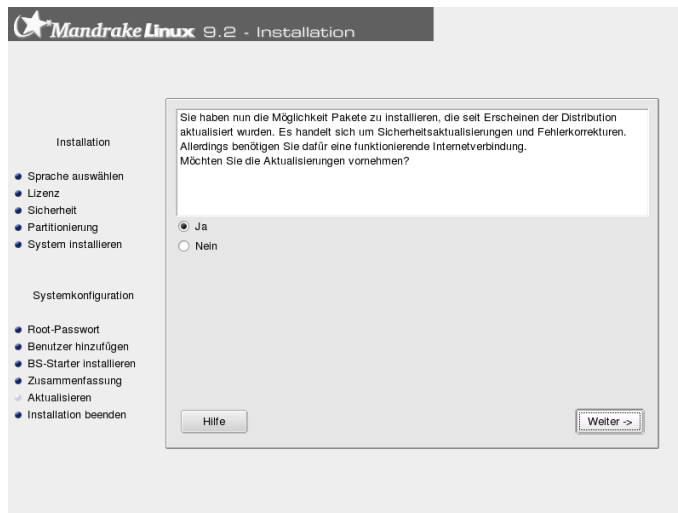 Mandrake Linux 9.2 - Installation
Installation
Sprache auswählen
Lizenz
Sicherheit
Partitionierung
System installieren
Systemkonfiguration
Root-Passwort
Benutzer hinzufügen
BS-Starter installieren
Zusammenfassung
Aktualisieren
Installation beenden
Sie haben nun die Möglichkeit Pakete zu installieren, die seit Erscheinen der Distribution
aktualisiert wurden. Es handelt sich um Sicherheitsaktualisierungen und Fehlerkorrekturen.
Allerdings benötigen Sie dafür eine funktionierende Internetverbindung.
Möchten Sie die Aktualisierungen vornehmen?
Ja
Nein
Hilfe
Weiter ->